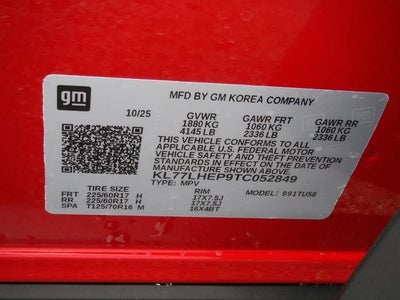 gm
MFD BY GM KOREA COMPANY
10/25 GVWR GAWR FRT GAWR RR
1880 KG 1060 KG 1060 KG
4145 LB 2336 LB 2336 LB
THIS VEHICLE CONFORMS TO ALL
APPLICABLE U.S. FEDERAL MOTOR
VEHICLE SAFETY AND THEFT PREVENTION
STANDARDS IN EFFECT ON THE DATE OF
MANUFACTURE SHOWN ABOVE.
KL77LHEP9TC052849
TYPE: MPV
TIRE SIZE RIM MODEL: 9B1TU58
FRT 225/60R17 H 17X7.5J
RR 225/60R17 H 17X7.5J
SPA T125/70R16 M 16X4BT